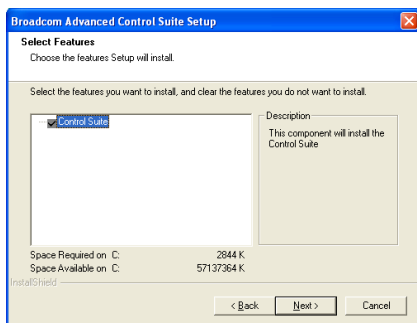 Broadcom Advanced Control Suite Setup
Select Features
Choose the features Setup will install.
Select the features you want to install, and clear the features you do not want to install.
Control Suite
Description
This component will install the
Control Suite
Space Required on C: 2844 K
Space Available on C: 57137364 K
InstallShield
< Back Next > Cancel